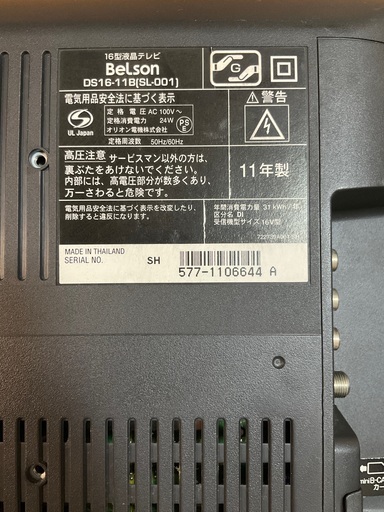 16型液晶テレビ
Belson
DS16-11B(SL-001)
G
警告
電気用品安全法に基づく表示
定格電圧 AC 100V〜
定格消費電力 24W
オリオン電機株式会社
定格周波数 50Hz/60Hz
UL Japan
PSE
高圧注意 サービスマン以外の方は、
裏ぶたをあけないでください。
内部には、高電圧部分が数多くあり、
万一さわると危険です。
11年製
電気用品安全法に基づく表示を改変したり、
削除すると違反になります。
年間消費電力量 31 kWh/年
区分名 DI
受信機型サイズ 16V型
MADE IN THAILAND
SERIAL NO.
SH
577-1106644 A
miniB-CA
カー